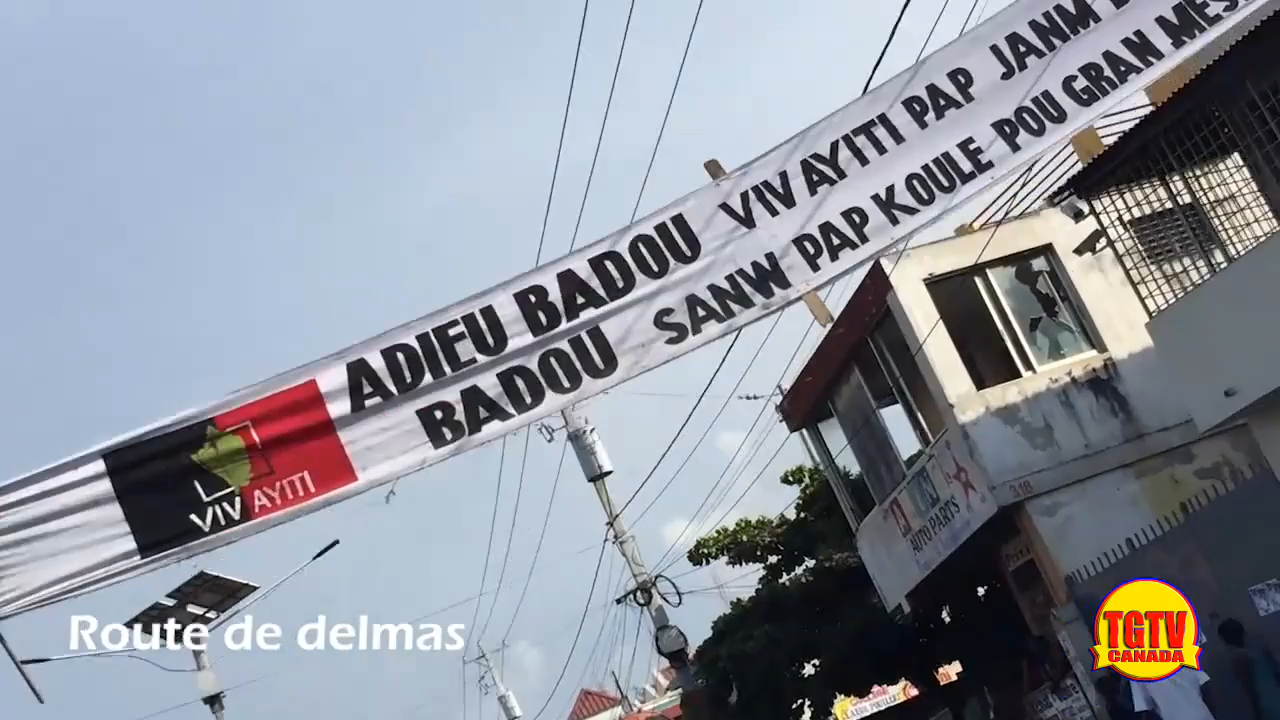 ADIEU BADOU VIV AYITI PAP JANM
BADOU SANW PAP KOULE POU GRAN MESI
VIV AYITI
AUTO PARTS
318
Route de delmas
TGTV
CANADA